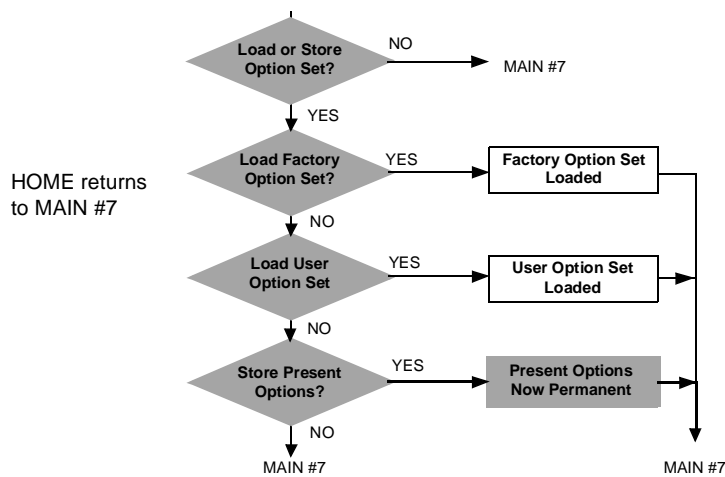 Load or Store
Option Set?
NO
MAIN #7
YES
HOME returns
to MAIN #7
Load Factory
Option Set?
YES
Factory Option Set
Loaded
NO
Load User
Option Set
YES
User Option Set
Loaded
NO
Store Present
Options?
YES
Present Options
Now Permanent
NO
MAIN #7
MAIN #7